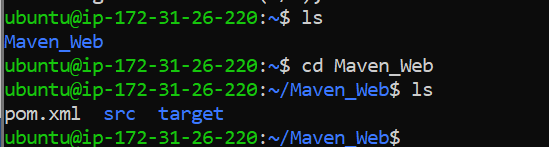 ubuntu@ip-172-31-26-220:~$ ls
Maven_Web
ubuntu@ip-172-31-26-220:~$ cd Maven_Web
ubuntu@ip-172-31-26-220:~/Maven_Web$ ls
pom.xml  src  target
ubuntu@ip-172-31-26-220:~/Maven_Web$